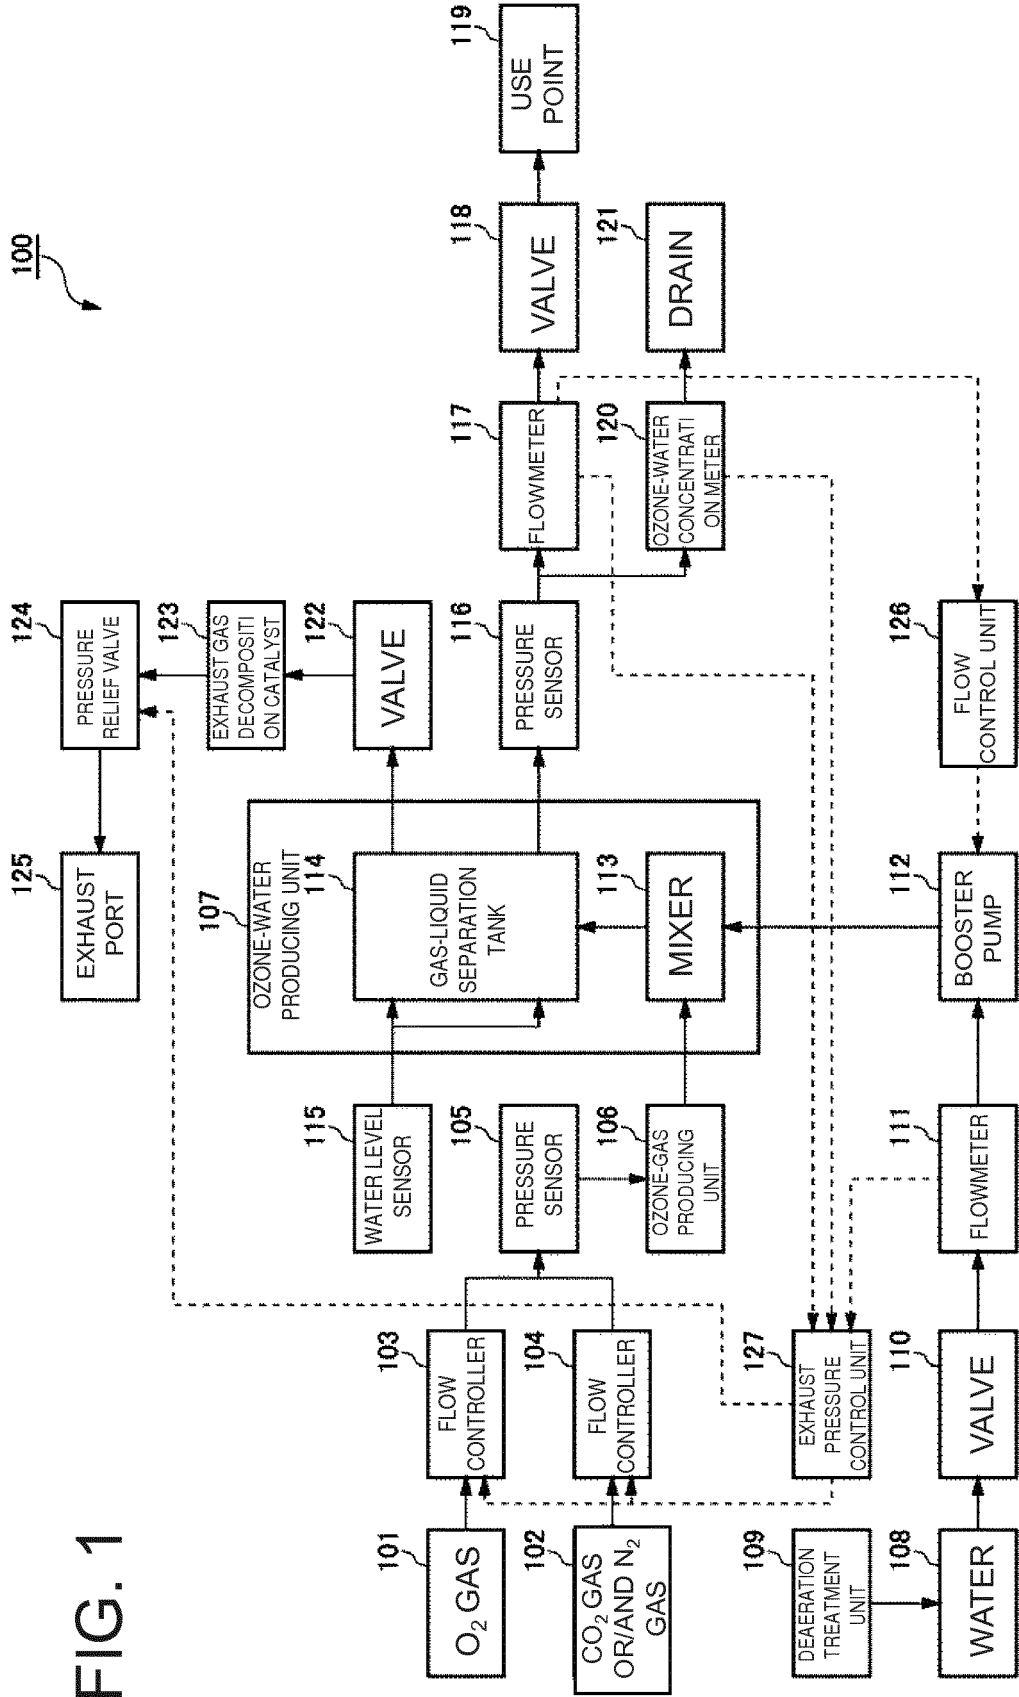 FIG. 1
100
101
O2 GAS
102
CO2 GAS
OR/AND N2
GAS
103
FLOW
CONTROLLER
104
FLOW
CONTROLLER
105
PRESSURE
SENSOR
106
OZONE-GAS
PRODUCING
UNIT
107
OZONE-WATER
PRODUCING UNIT
108
WATER
109
DEAERATION
TREATMENT
UNIT
110
VALVE
111
FLOWMETER
112
BOOSTER
PUMP
113
MIXER
114
GAS-LIQUID
SEPARATION
TANK
115
WATER LEVEL
SENSOR
116
PRESSURE
SENSOR
117
FLOWMETER
118
VALVE
119
USE
POINT
120
OZONE-WATER
CONCENTRATI
ON METER
121
DRAIN
122
VALVE
123
EXHAUST GAS
DECOMPOSITI
ON CATALYST
124
PRESSURE
RELIEF VALVE
125
EXHAUST
PORT
126
FLOW
CONTROL UNIT
127
EXHAUST
PRESSURE
CONTROL UNIT